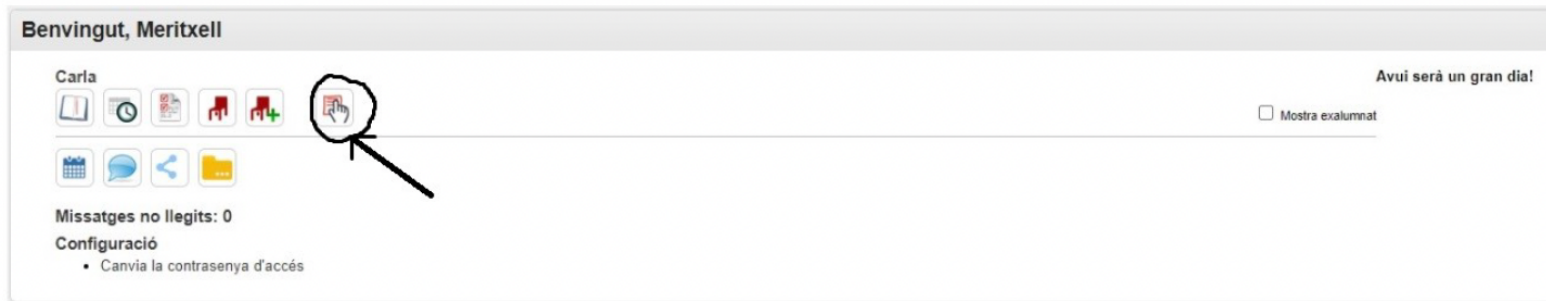 Benvingut, Meritxell
Carla
Avui serà un gran dia!
Mostra exalumnat
Missatges no llegits: 0
Configuració
Canvia la contrasenya d'accés